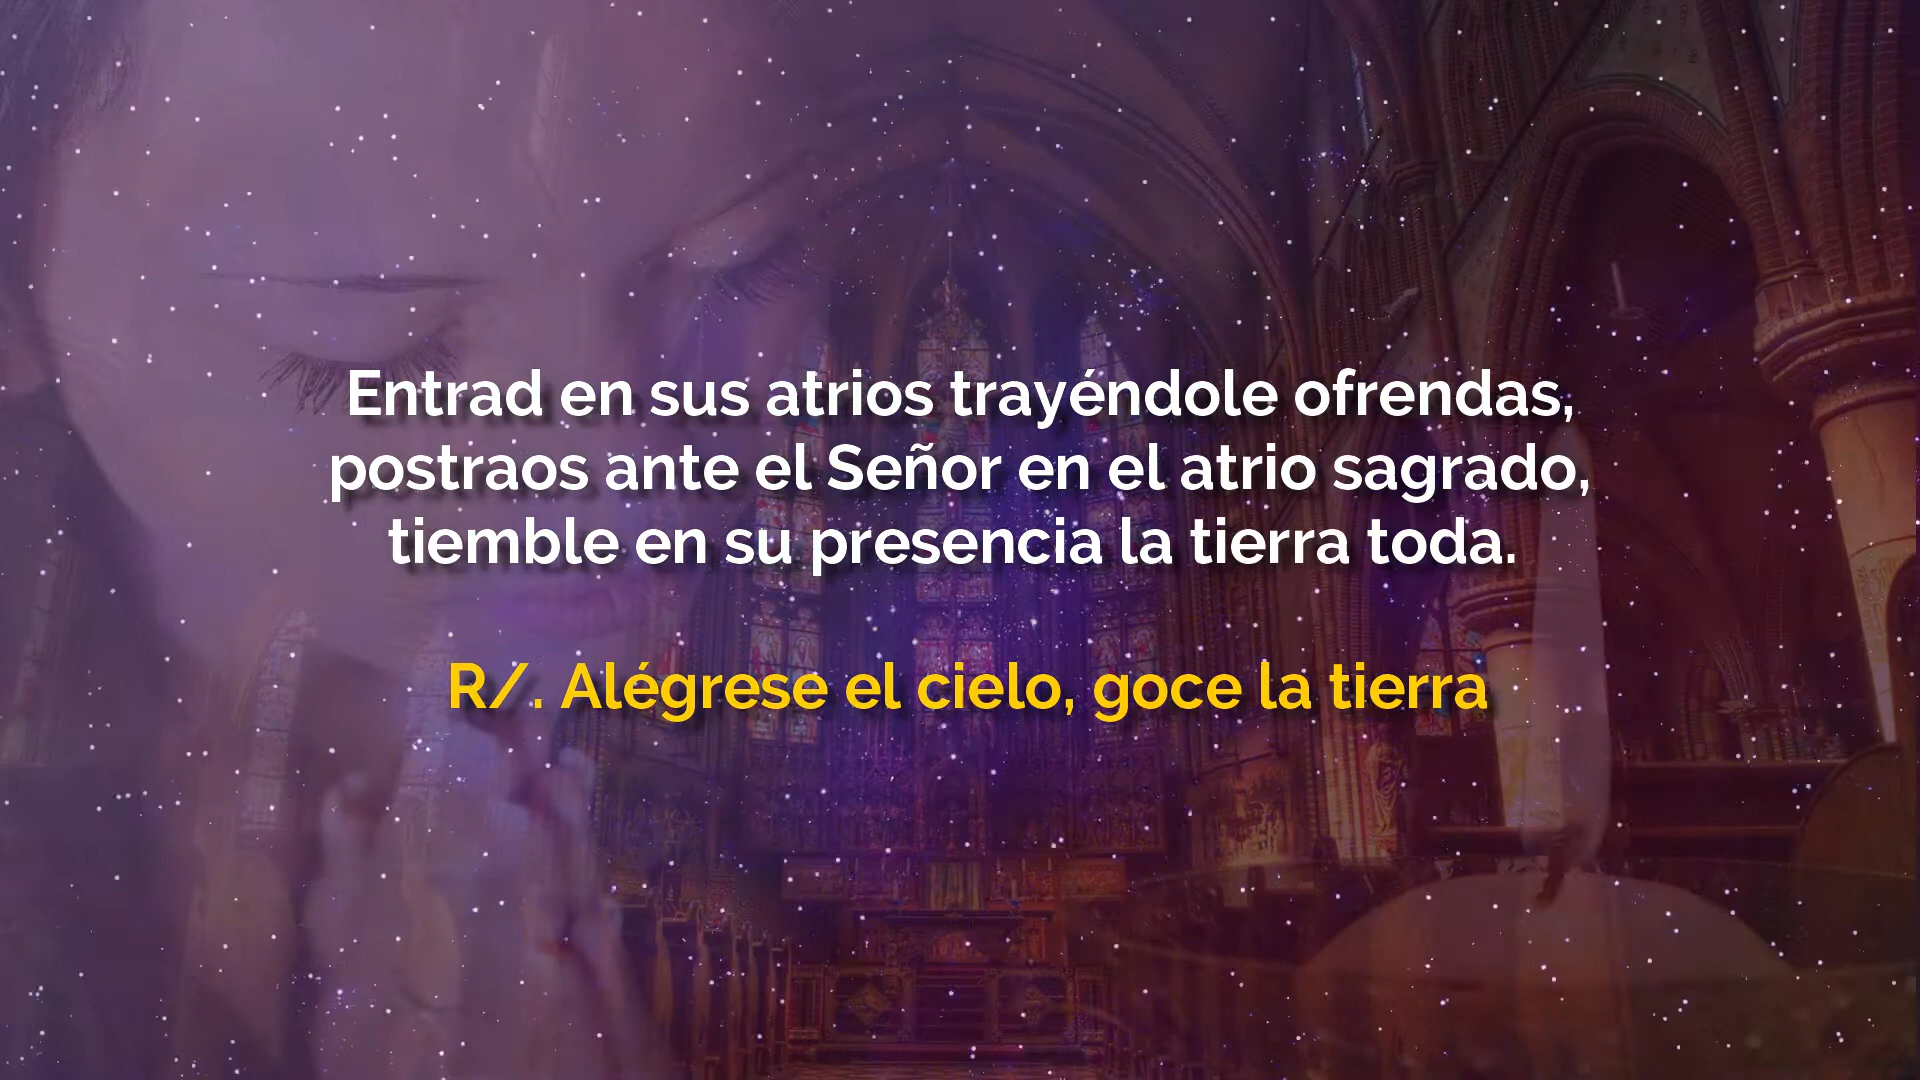 Entrad en sus atrios trayéndole ofrendas,
postraos ante el Señor en el atrio sagrado,
tiemble en su presencia la tierra toda.
R/. Alégrese el cielo, goce la tierra